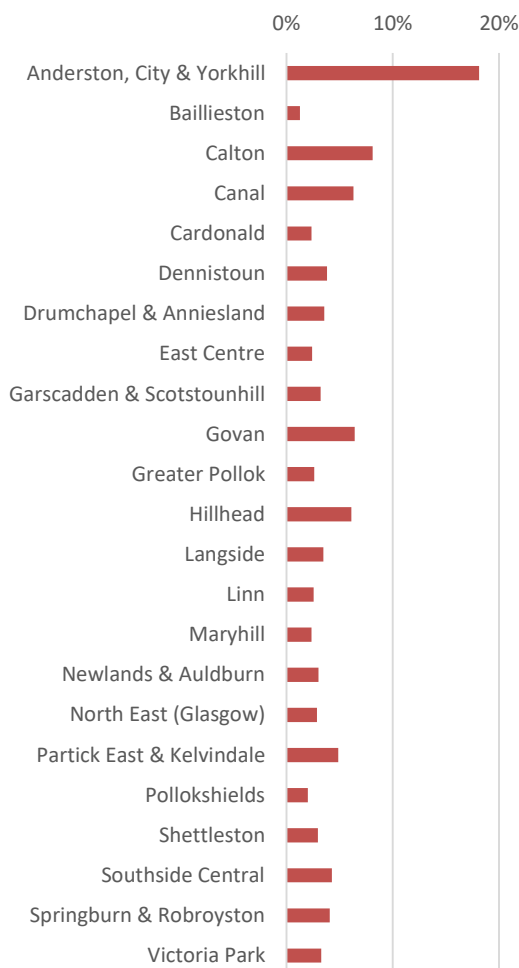 0% 10% 20%
Anderston, City & Yorkhill
Baillieston
Calton
Canal
Cardonald
Dennistoun
Drumchapel & Anniesland
East Centre
Garscadden & Scotstounhill
Govan
Greater Pollok
Hillhead
Langside
Linn
Maryhill
Newlands & Auldburn
North East (Glasgow)
Partick East & Kelvindale
Pollokshields
Shettleston
Southside Central
Springburn & Robroyston
Victoria Park